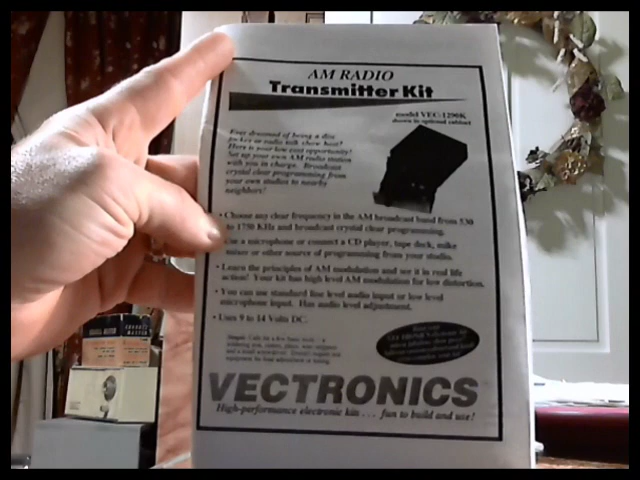 AM RADIO
Transmitter Kit
model VEC-1290K
shown in optional cabinet
Ever dreamed of being a disc
jockey or radio talk show host?
Here is your low cost opportunity!
Set up your own AM radio station
with you in charge. Broadcast
crystal clear programming from
your own studios to nearby
neighbors!
• Choose any clear frequency in the AM broadcast band from 530
to 1750 KHz and broadcast crystal clear programming.
a microphone or connect a CD player, tape deck,
or other source of programming from your studio.
• Learn the principles of AM modulation and see it in real life
action! Your kit has high level AM modulation for low distortion.
• You can use standard line level audio input or low level
microphone input. Has audio level adjustment.
• Uses 9 to 14 Volts DC.
VECTRONICS
High-performance electronic kits . . . fun to build and use!